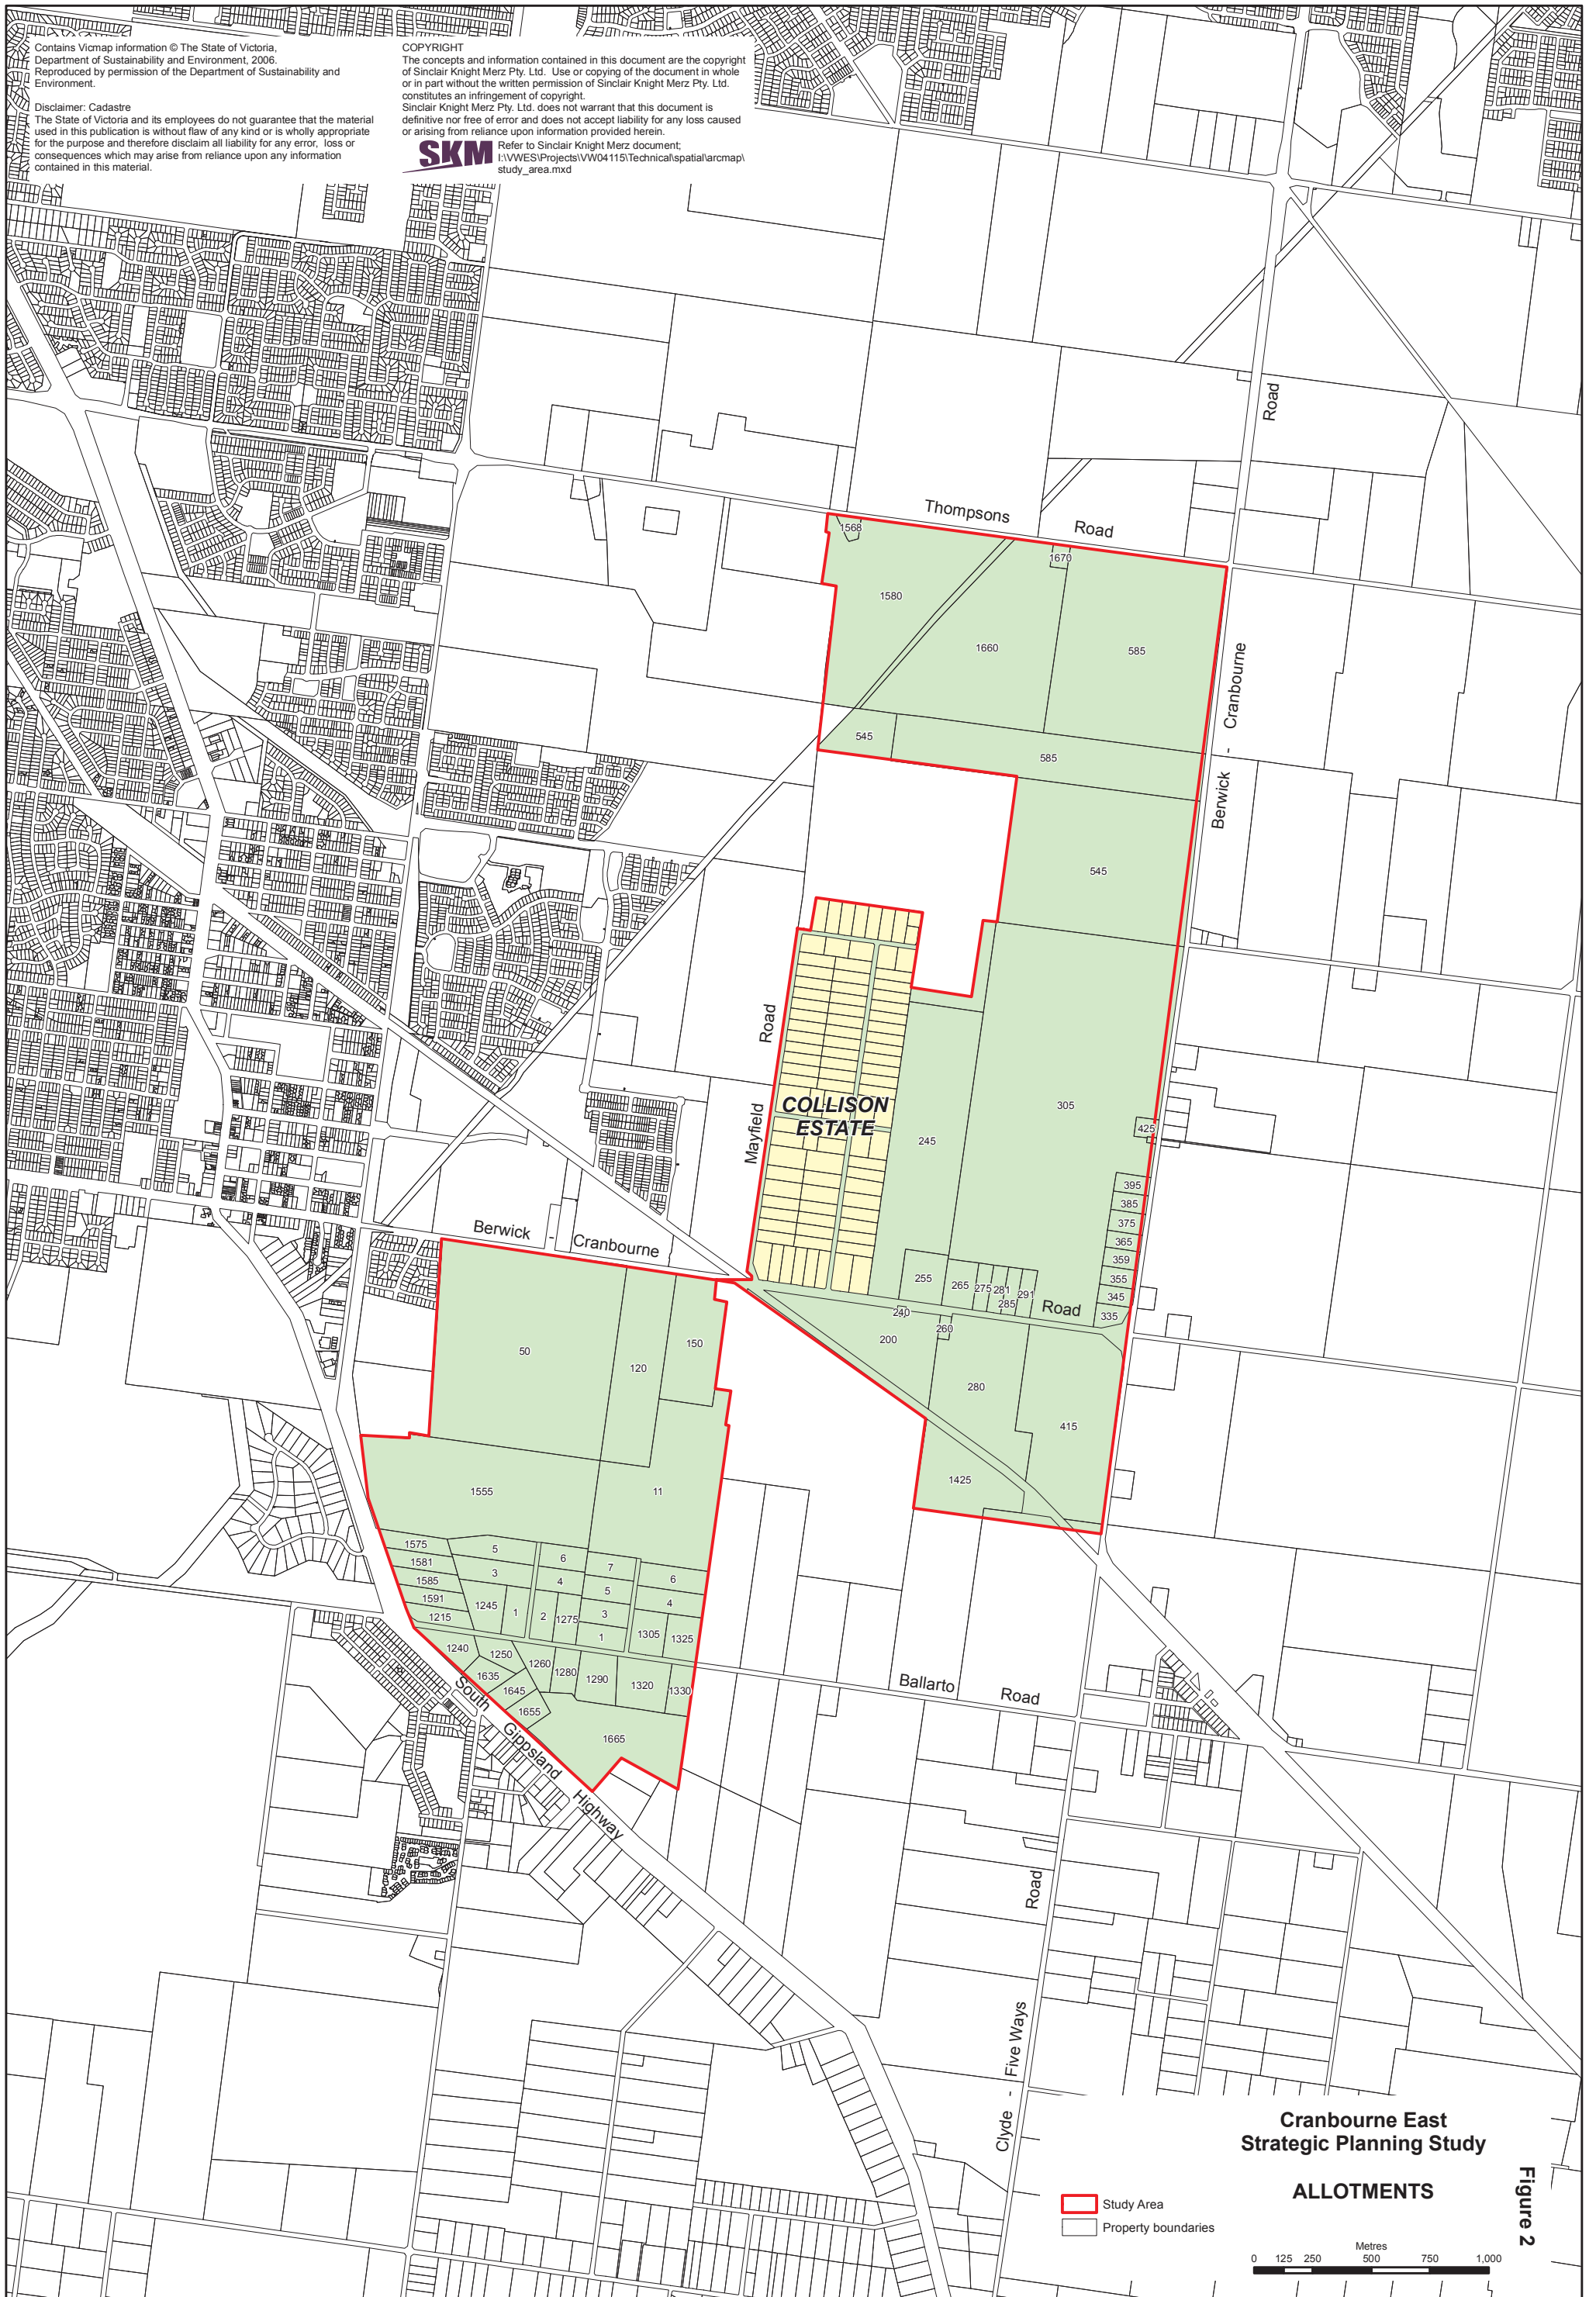 Contains Vicmap information © The State of Victoria,
Department of Sustainability and Environment, 2006.
Reproduced by permission of the Department of Sustainability and
Environment.
Disclaimer: Cadastre
The State of Victoria and its employees do not guarantee that the material
used in this publication is without flaw of any kind or is wholly appropriate
for the purpose and therefore disclaim all liability for any error, loss or
consequences which may arise from reliance upon any information
contained in this material.
COPYRIGHT
The concepts and information contained in this document are the copyright
of Sinclair Knight Merz Pty. Ltd. Use or copying of the document in whole
or in part without the written permission of Sinclair Knight Merz Pty. Ltd.
constitutes an infringement of copyright.
Sinclair Knight Merz Pty. Ltd. does not warrant that this document is
definitive nor free of error and does not accept liability for any loss caused
or arising from reliance upon information provided herein.
SKM
Refer to Sinclair Knight Merz document;
I:\VWES\Projects\VW04115\Technical\spatial\arcmap\
study_area.mxd
Road
Thompsons
Road
1568
1670
1580
1660
585
Berwick - Cranbourne
545
585
545
Mayfield Road
COLLISON
ESTATE
305
245
425
395
385
375
365
359
355
345
335
255
265
275
281
285
291
Road
240
260
200
280
415
1425
Berwick - Cranbourne
50
120
150
1555
11
1575
1581
1585
1591
1215
5
3
1245
1
6
4
2
1275
7
5
3
1
6
4
1305
1325
1240
1250
1260
1280
1290
1320
1330
1635
1645
1655
1665
South Gippsland Highway
Ballarto Road
Clyde - Five Ways Road
Cranbourne East
Strategic Planning Study
ALLOTMENTS
Figure 2
Study Area
Property boundaries
Metres
0 125 250 500 750 1,000